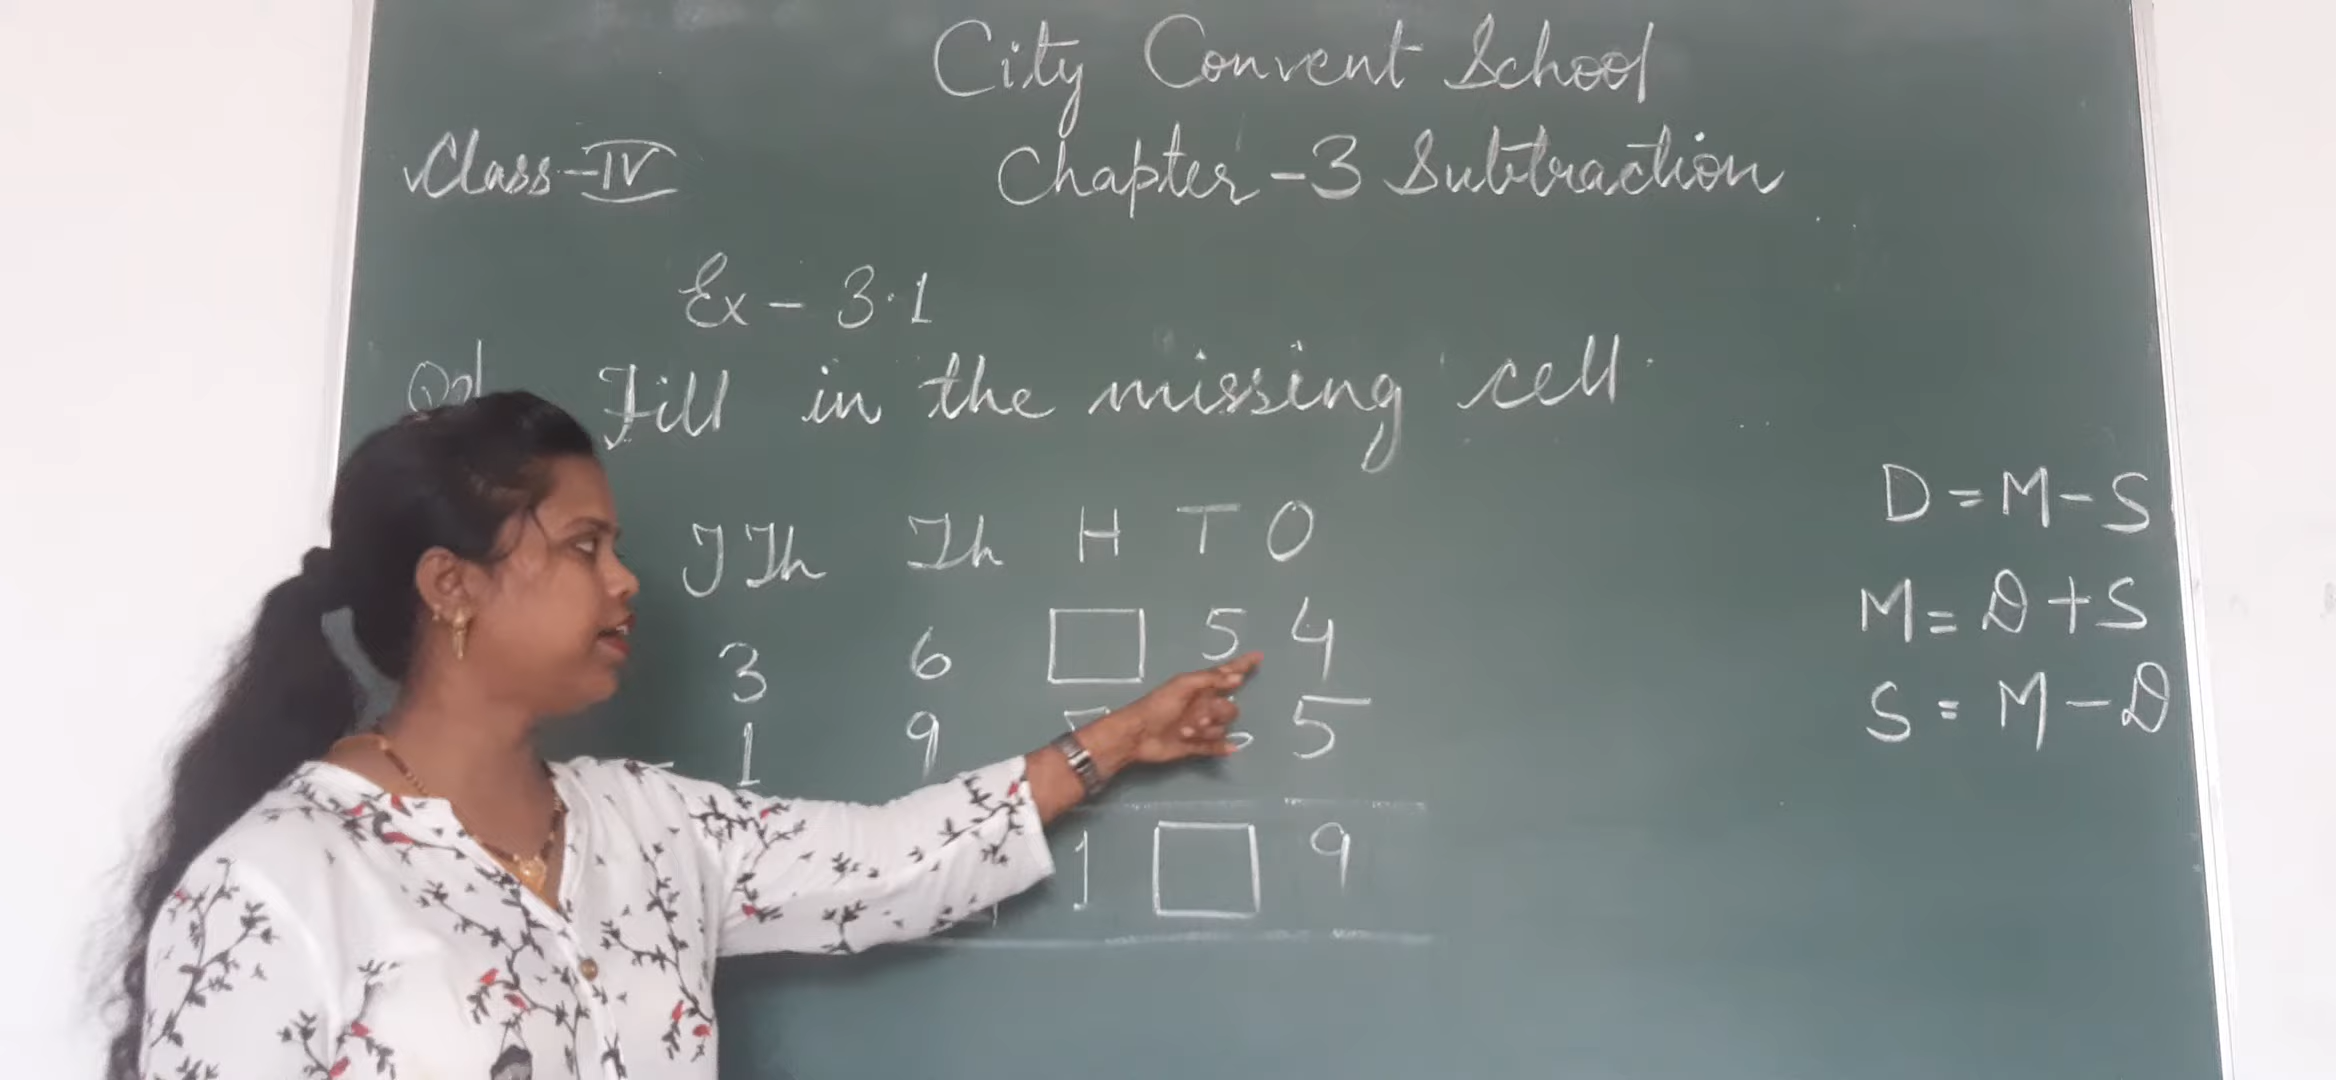 City Convent School
Class-IV Chapter-3 Subtraction
Ex-3.1
Fill in the missing cell.
TTh Th H T O
3 6 5 4
- 1 9 5
1 9
D=M-S
M=D+S
S=M-D